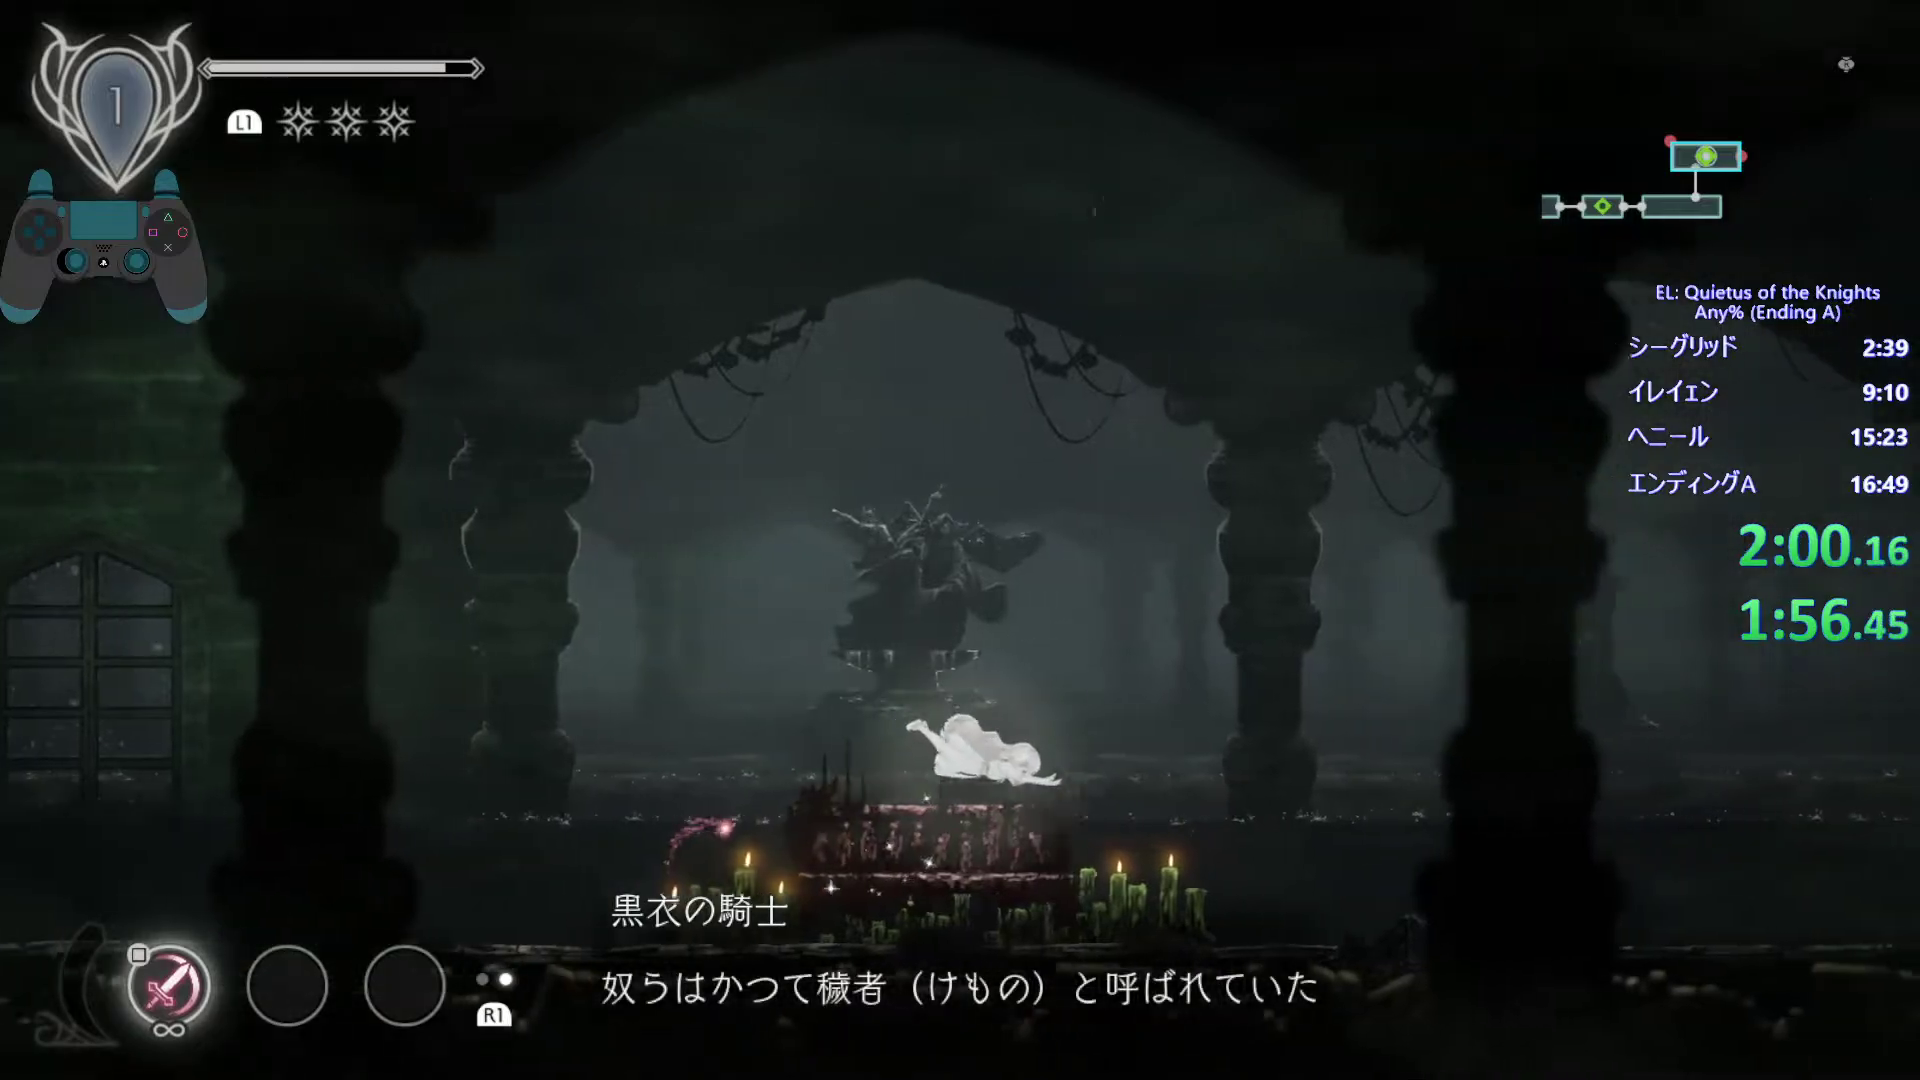 1
L1
EL: Quietus of the Knights
Any% (Ending A)
シーグリッド 2:39
イレイェン 9:10
ヘニール 15:23
エンディングA 16:49
2:00.16
1:56.45
黒衣の騎士
奴らはかつて穢者（けもの）と呼ばれていた
∞
R1